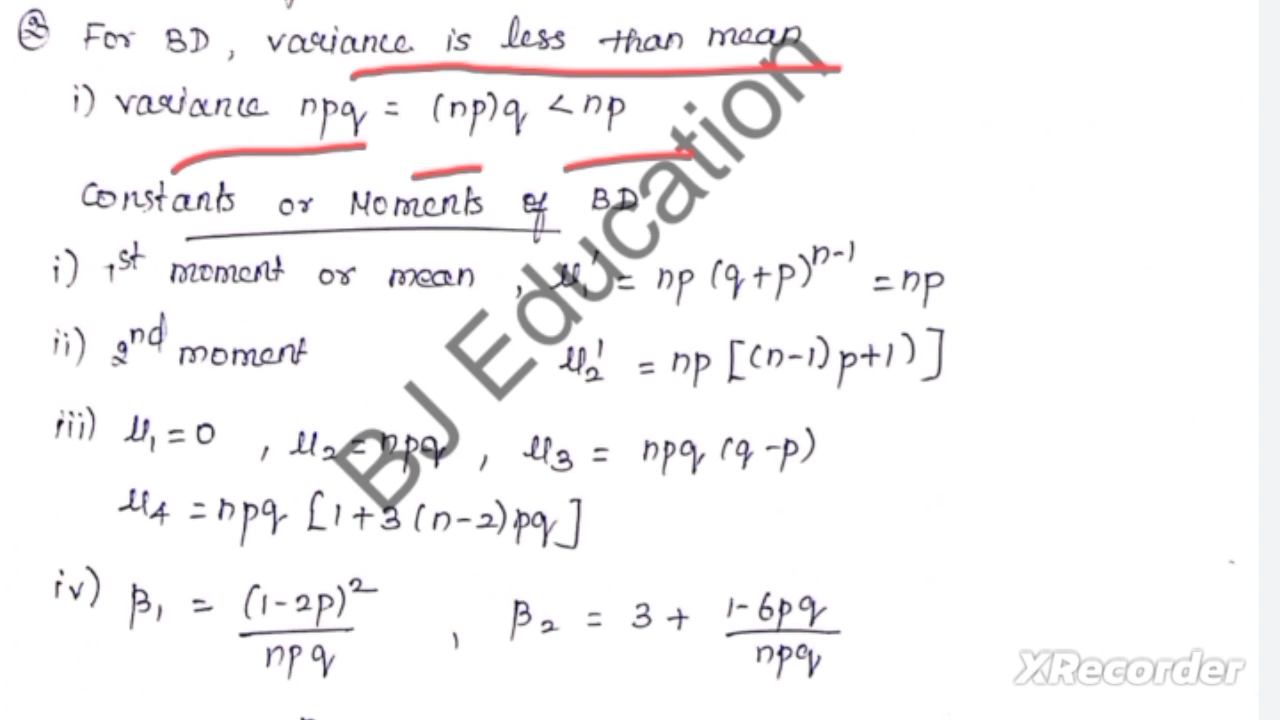 ② For BD, variance is less than mean
i) variance npq = (np)q < np
Constants or Moments of BD
i) 1st moment or mean, μ₁' = np (q+p)ⁿ⁻¹ = np
ii) 2nd moment μ₂' = np [(n-1)p+1)]
iii) μ₁ = 0, μ₂ = npq, μ₃ = npq (q-p)
μ₄ = npq [1+3(n-2)pq]
iv) β₁ = (1-2p)²/npq, β₂ = 3 + 1-6pq/npq
BJ Education
XRecorder